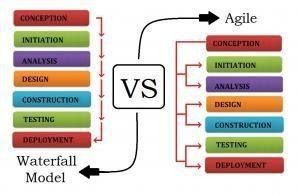 CONCEPTION
INITIATION
ANALYSIS
DESIGN
CONSTRUCTION
TESTING
DEPLOYMENT
Waterfall
Model
VS
Agile
CONCEPTION
INITIATION
ANALYSIS
DESIGN
CONSTRUCTION
TESTING
DEPLOYMENT